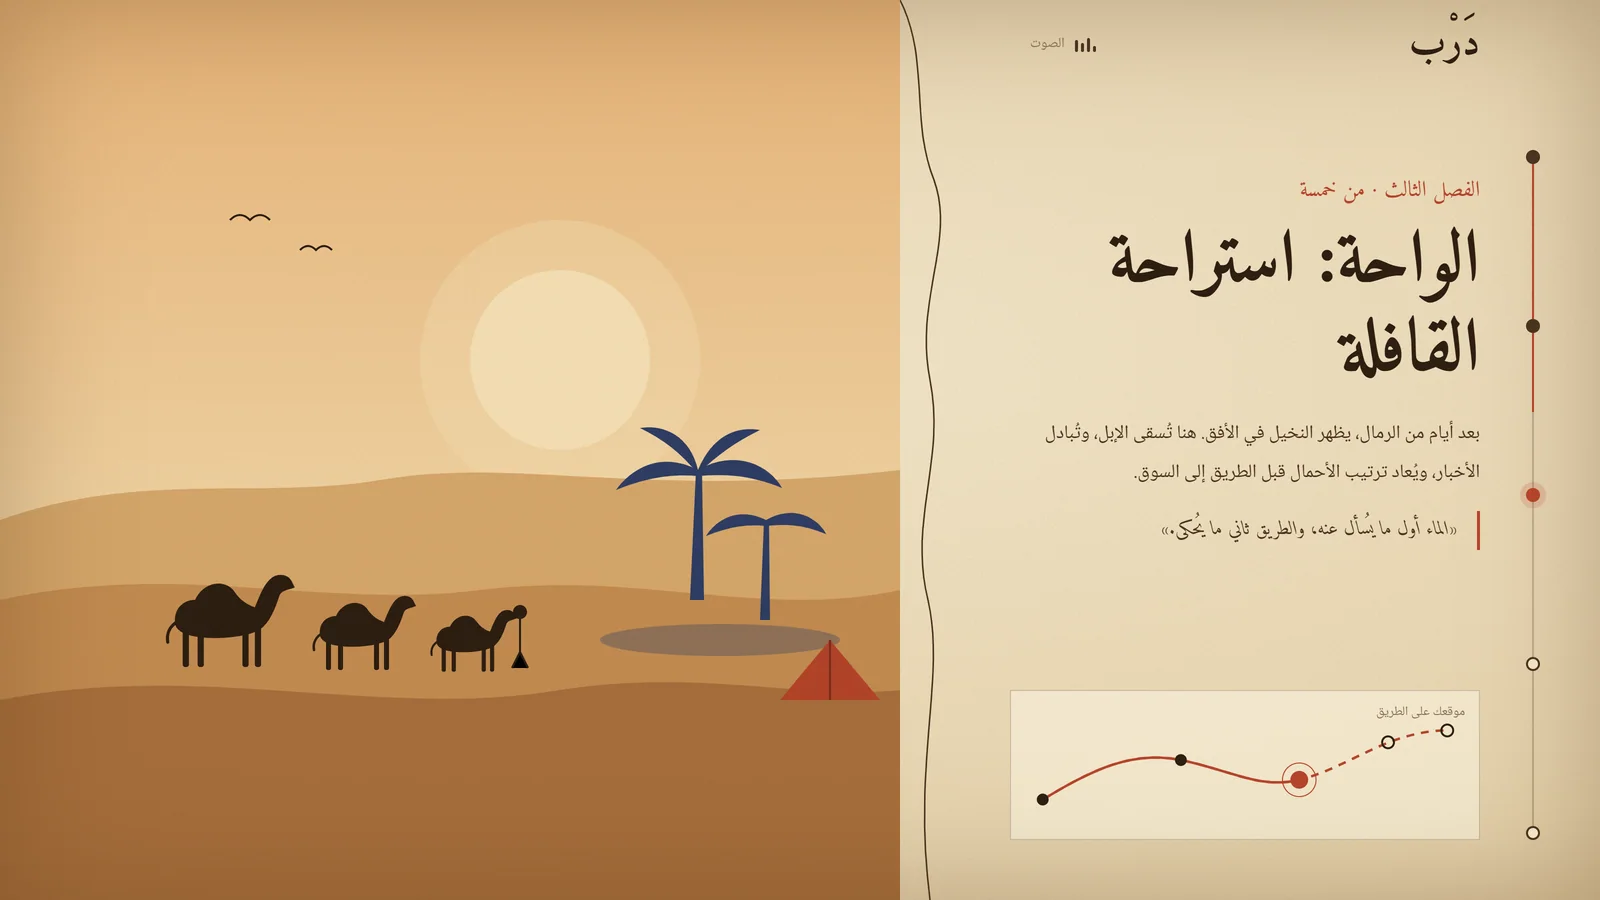 دَرْب
الصوت
الفصل الثالث · من خمسة
الواحة: استراحة
القافلة
بعد أيام من الرمال، يظهر النخيل في الأفق. هنا تُسقى الإبل، وتُبادل
الأخبار، ويُعاد ترتيب الأحمال قبل الطريق إلى السوق.
«الماء أول ما يُسأل عنه، والطريق ثاني ما يُحكى.»
موقعك على الطريق